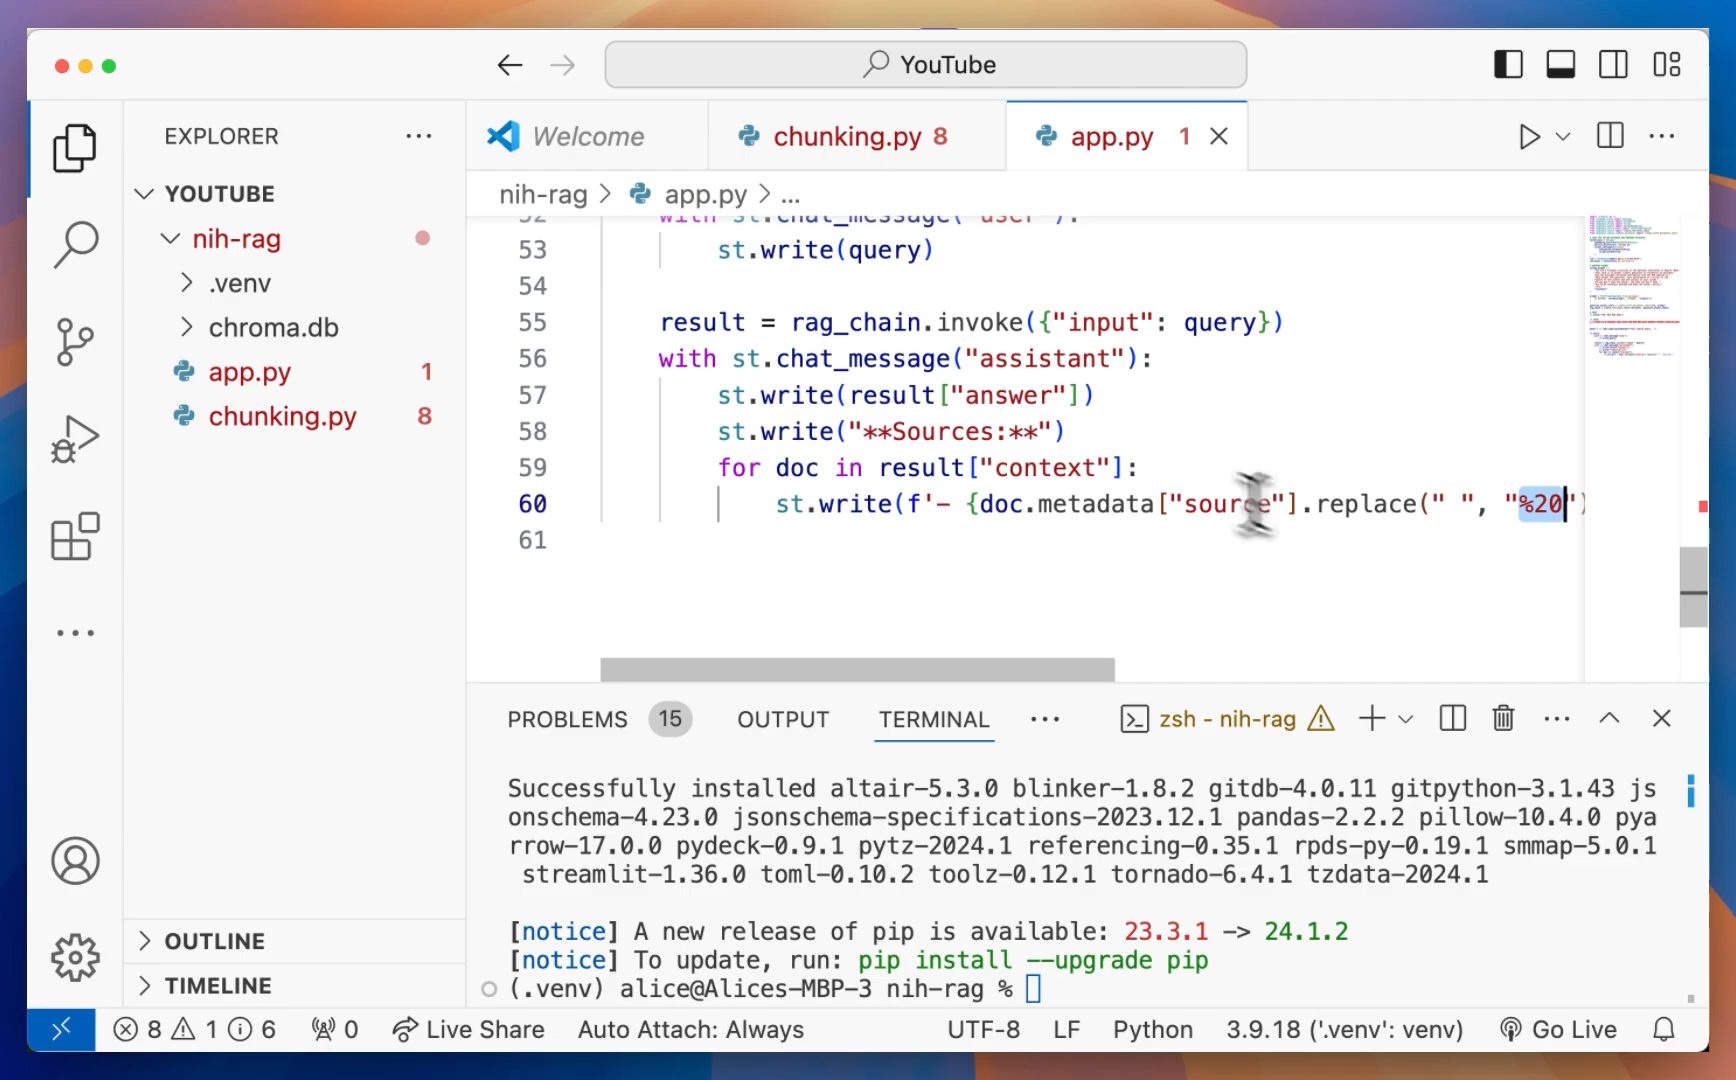 YouTube
EXPLORER
Welcome
chunking.py 8
app.py 1
YOUTUBE
nih-rag
.venv
chroma.db
app.py 1
chunking.py 8
OUTLINE
TIMELINE
nih-rag > app.py > ...
52 with st.chat_message("user"):
53 st.write(query)
54
55 result = rag_chain.invoke({"input": query})
56 with st.chat_message("assistant"):
57 st.write(result["answer"])
58 st.write("**Sources:**")
59 for doc in result["context"]:
60 st.write(f'- {doc.metadata["source"].replace(" ", "%20")
61
PROBLEMS 15 OUTPUT TERMINAL
zsh - nih-rag
Successfully installed altair-5.3.0 blinker-1.8.2 gitdb-4.0.11 gitpython-3.1.43 js
onschema-4.23.0 jsonschema-specifications-2023.12.1 pandas-2.2.2 pillow-10.4.0 pya
rrow-17.0.0 pydeck-0.9.1 pytz-2024.1 referencing-0.35.1 rpds-py-0.19.1 smmap-5.0.1
streamlit-1.36.0 toml-0.10.2 toolz-0.12.1 tornado-6.4.1 tzdata-2024.1
[notice] A new release of pip is available: 23.3.1 -> 24.1.2
[notice] To update, run: pip install --upgrade pip
(.venv) alice@Alices-MBP-3 nih-rag %
8 1 6 0 Live Share Auto Attach: Always UTF-8 LF Python 3.9.18 ('.venv': venv) Go Live